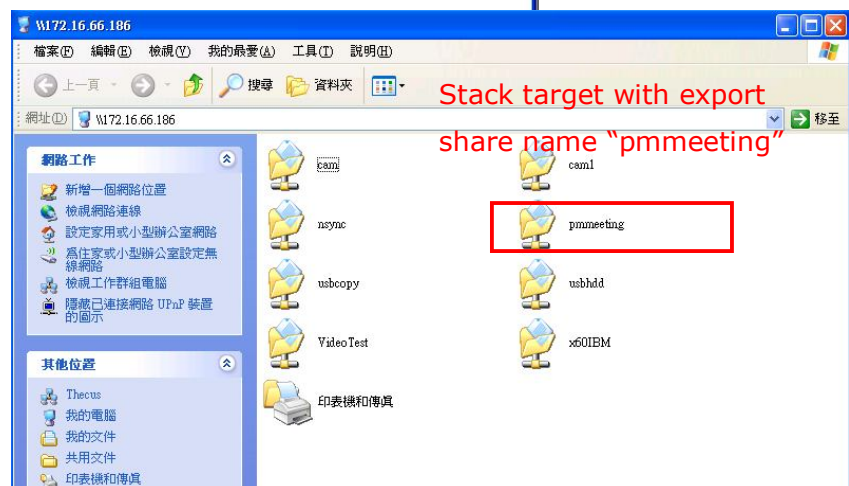 \\172.16.66.186
檔案(F) 編輯(E) 檢視(V) 我的最愛(A) 工具(T) 說明(H)
上一頁 搜尋 資料夾
Stack target with export
share name “pmmeeting”
網址(D) \\172.16.66.186 移至
網路工作
新增一個網路位置
檢視網路連線
設定家用或小型辦公室網路
為住家或小型辦公室設定無
線網路
檢視工作群組電腦
隱藏已連接網路 UPnP 裝置
的圖示
其他位置
Thecus
我的電腦
我的文件
共用文件
印表機和傳真
cam
cam1
nsync
pmmeeting
usbcopy
usbhdd
VideoTest
x60IBM
印表機和傳真